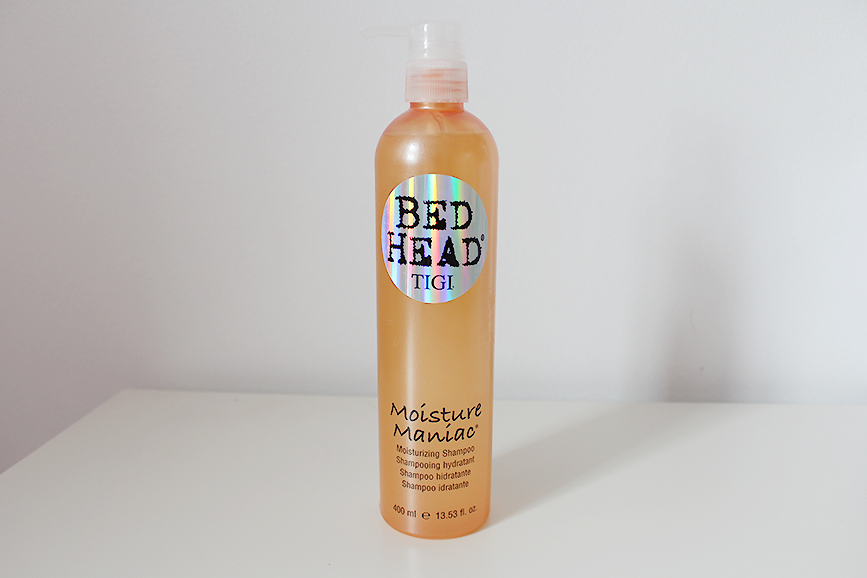 BED
HEAD®
TIGI
Moisture
Maniac®
Moisturizing Shampoo
Shampooing hydratant
Shampoo hidratante
Shampoo idratante
400 ml ℮ 13.53 fl. oz.